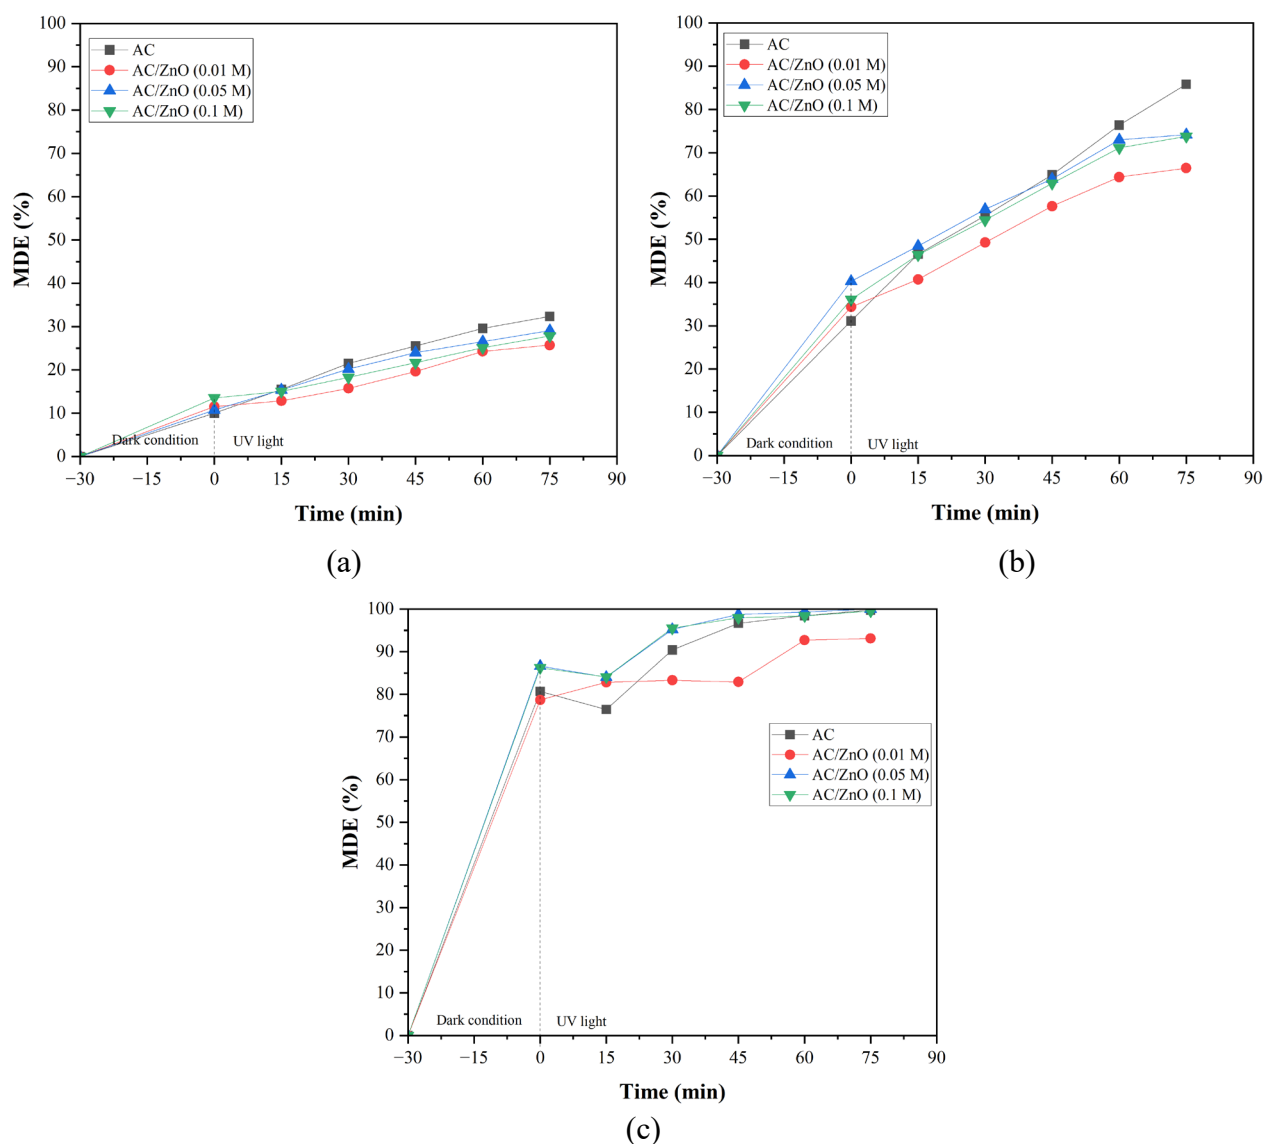 100
90
80
70
60
50
40
30
20
10
0
MDE (%)
AC
AC/ZnO (0.01 M)
AC/ZnO (0.05 M)
AC/ZnO (0.1 M)
Dark condition
UV light
−30
−15
0
15
30
45
60
75
90
Time (min)
(a)
100
90
80
70
60
50
40
30
20
10
0
MDE (%)
AC
AC/ZnO (0.01 M)
AC/ZnO (0.05 M)
AC/ZnO (0.1 M)
Dark condition
UV light
−30
−15
0
15
30
45
60
75
90
Time (min)
(b)
100
90
80
70
60
50
40
30
20
10
0
MDE (%)
AC
AC/ZnO (0.01 M)
AC/ZnO (0.05 M)
AC/ZnO (0.1 M)
Dark condition
UV light
−30
−15
0
15
30
45
60
75
90
Time (min)
(c)